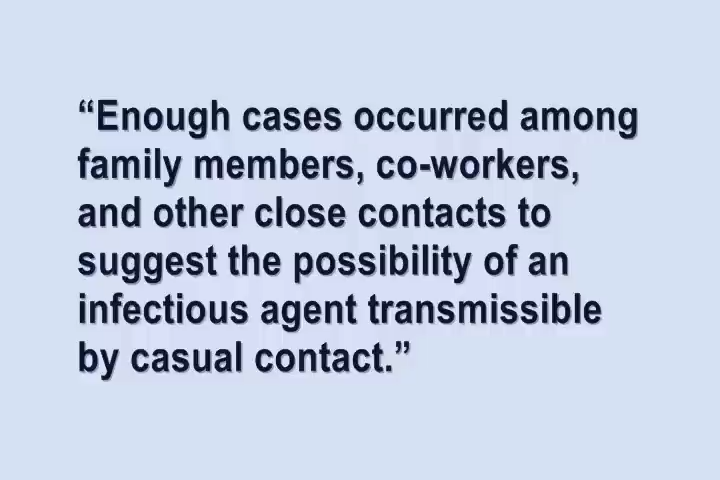 “Enough cases occurred among
family members, co-workers,
and other close contacts to
suggest the possibility of an
infectious agent transmissible
by casual contact.”